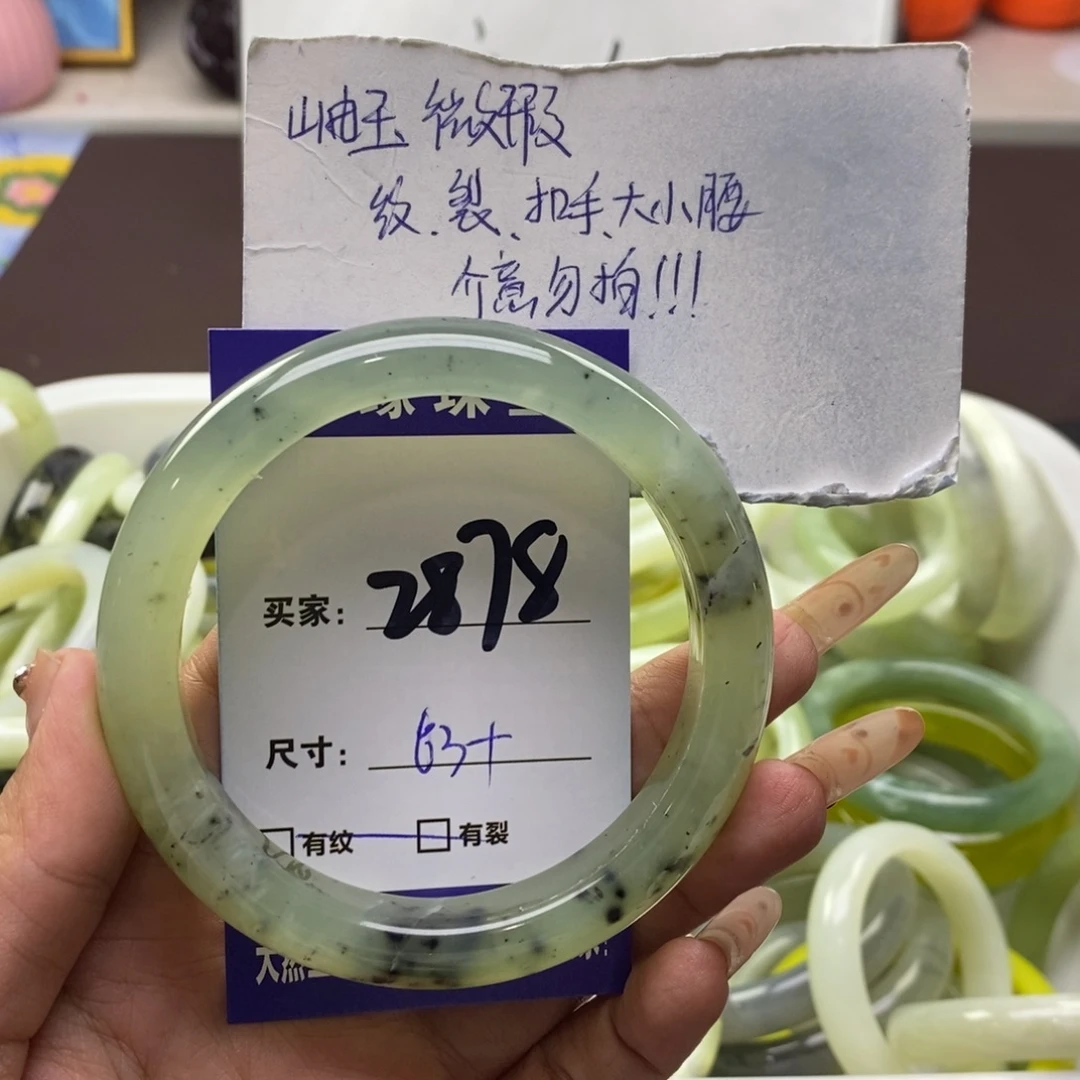 岫玉 微瑕
纹、裂、扣手、大小腰
介意勿拍!!!
买家: 2878
尺寸: 63+
有纹 有裂